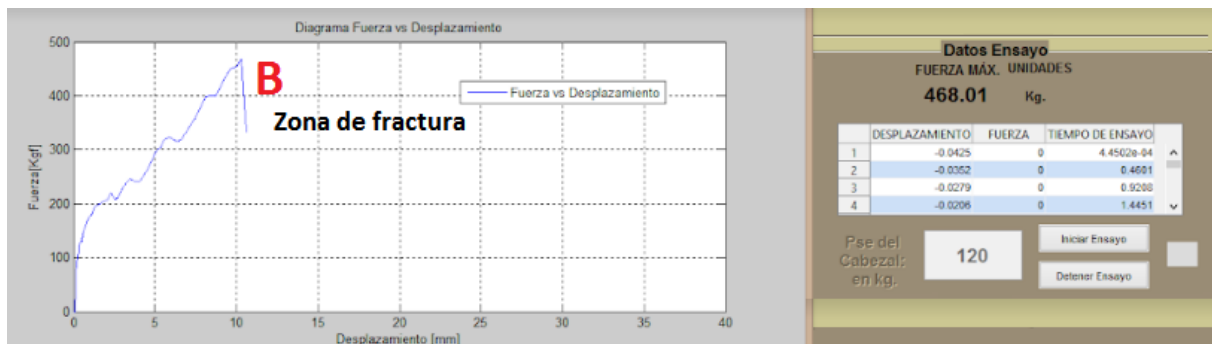 Diagrama Fuerza vs Desplazamiento
500
400
300
200
100
0
Fuerza[Kgf]
B
Zona de fractura
Fuerza vs Desplazamiento
0 5 10 15 20 25 30 35 40
Desplazamiento [mm]
Datos Ensayo
FUERZA MÁX. UNIDADES
468.01 Kg.
DESPLAZAMIENTO FUERZA TIEMPO DE ENSAYO
1 -0.0425 0 4.4502e-04
2 -0.0352 0 0.4601
3 -0.0279 0 0.9208
4 -0.0206 0 1.4451
Pse del
Cabezal:
en kg.
120
Iniciar Ensayo
Detener Ensayo